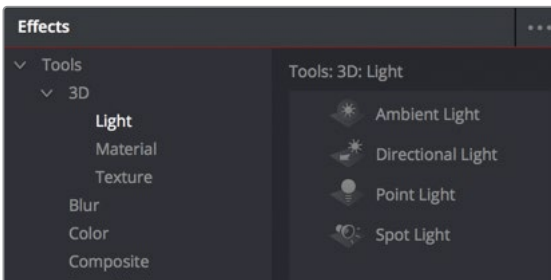 Effects
Tools
3D
Light
Material
Texture
Blur
Color
Composite
Tools: 3D: Light
Ambient Light
Directional Light
Point Light
Spot Light